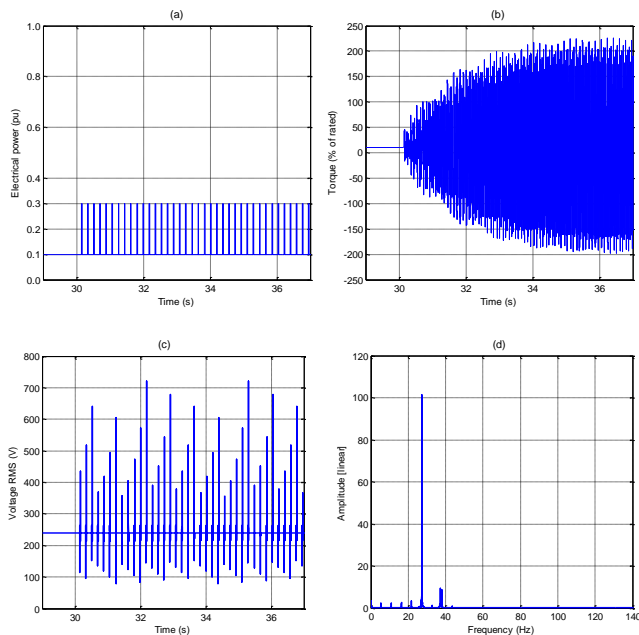 (a)
1.0
0.8
0.6
0.4
0.3
0.2
0.1
0.0
Electrical power (pu)
30 32 34 36
Time (s)
(b)
250
200
150
100
50
0
-50
-100
-150
-200
-250
Torque (% of rated)
30 32 34 36
Time (s)
(c)
800
700
600
500
400
300
200
100
0
Voltage RMS (V)
30 32 34 36
Time (s)
(d)
120
100
80
60
40
20
0
Amplitude [linear]
0 20 40 60 80 100 120 140
Frequency (Hz)